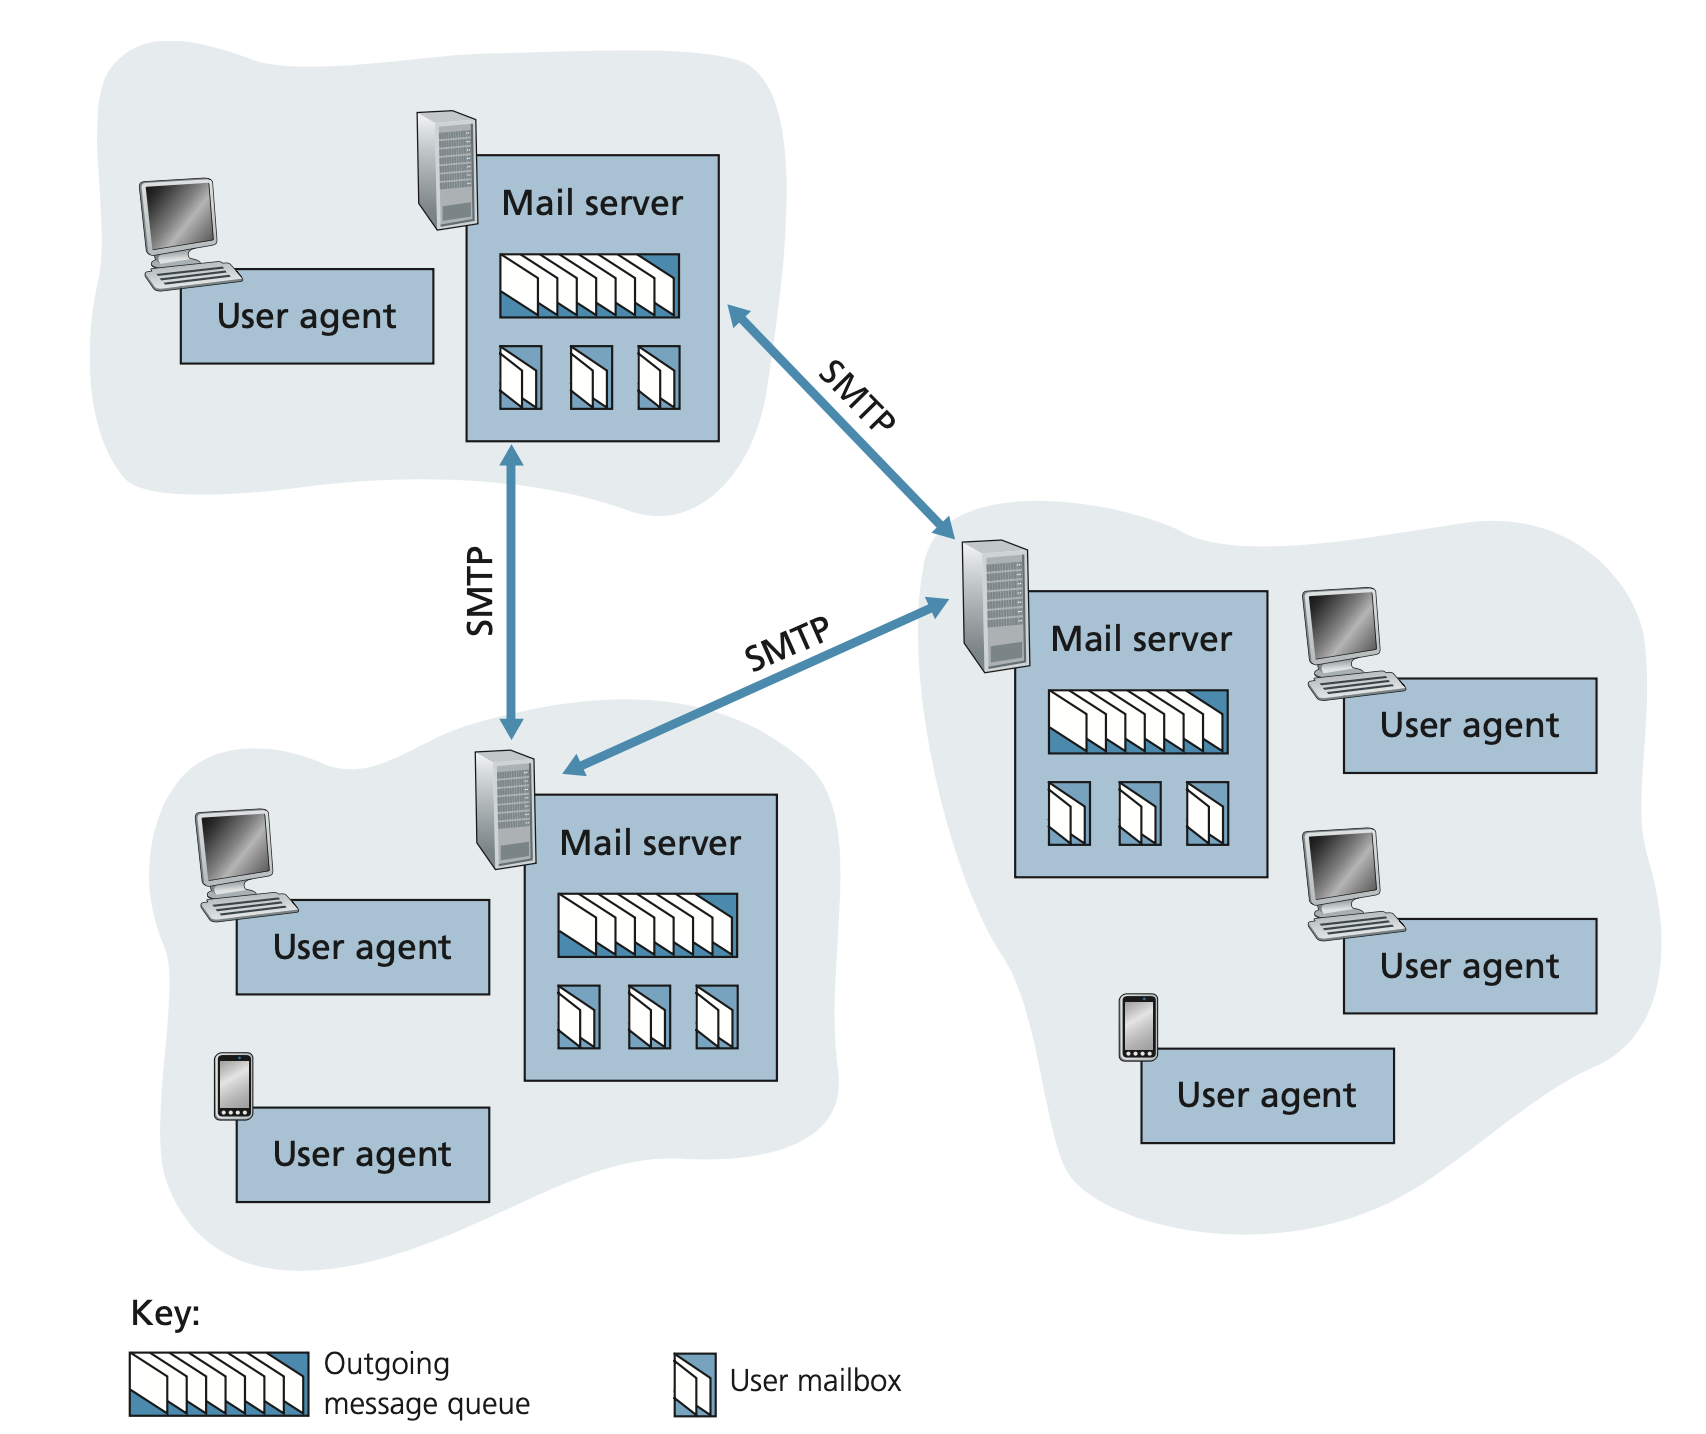 Mail server
User agent
SMTP
SMTP
SMTP
Mail server
User agent
Mail server
User agent
User agent
User agent
User agent
Key:
Outgoing
message queue
User mailbox